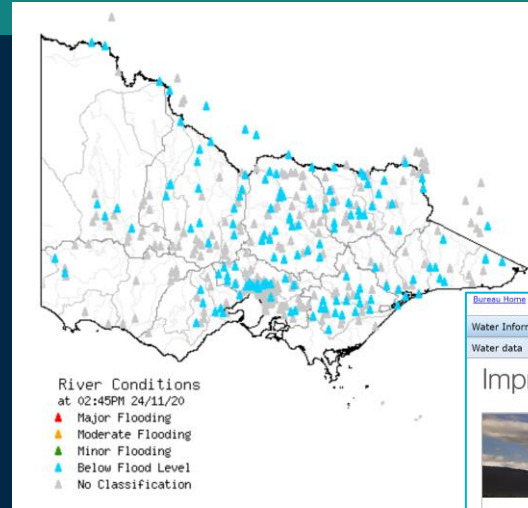 River Conditions
at 02:45PM 24/11/20
Major Flooding
Moderate Flooding
Minor Flooding
Below Flood Level
No Classification
Bureau Home
Water Inform
Water data
Impr